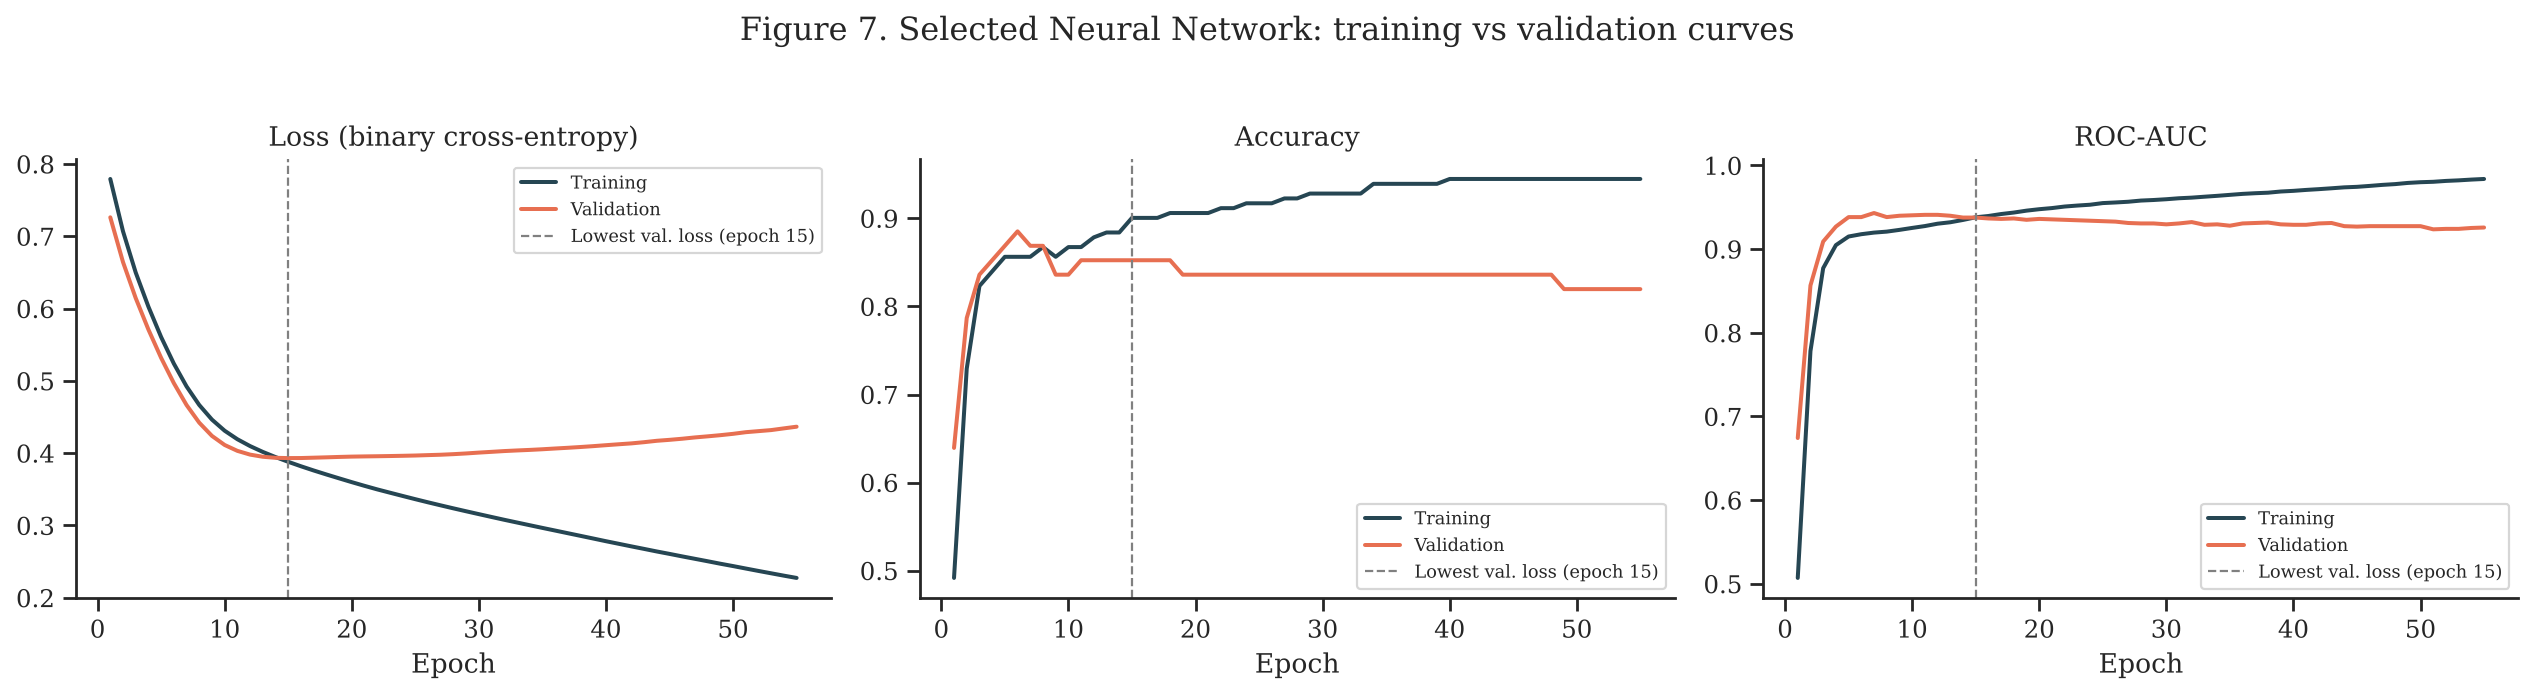 Figure 7. Selected Neural Network: training vs validation curves
Loss (binary cross-entropy)
0.8
0.7
0.6
0.5
0.4
0.3
0.2
0 10 20 30 40 50
Epoch
Training
Validation
Lowest val. loss (epoch 15)
Accuracy
0.9
0.8
0.7
0.6
0.5
0 10 20 30 40 50
Epoch
Training
Validation
Lowest val. loss (epoch 15)
ROC-AUC
1.0
0.9
0.8
0.7
0.6
0.5
0 10 20 30 40 50
Epoch
Training
Validation
Lowest val. loss (epoch 15)